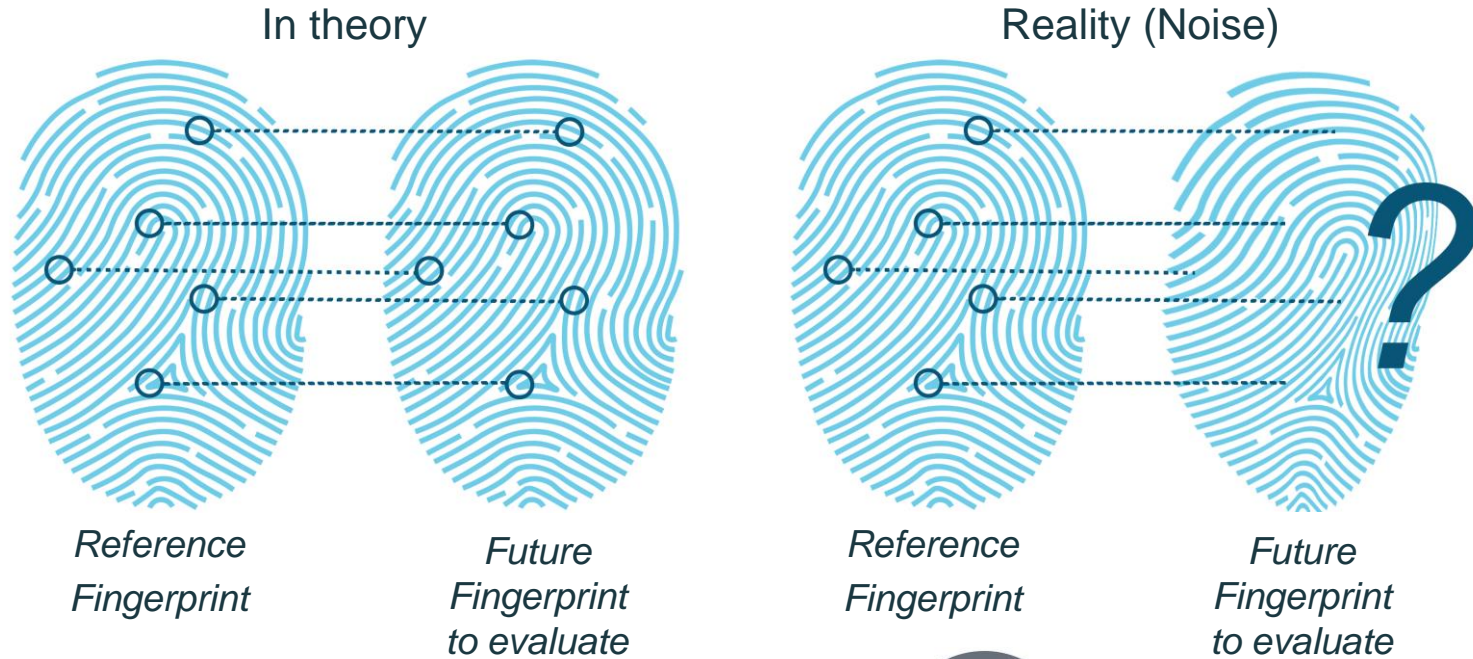 In theory
Reality (Noise)
?
Reference
Fingerprint
Future
Fingerprint
to evaluate
Reference
Fingerprint
Future
Fingerprint
to evaluate